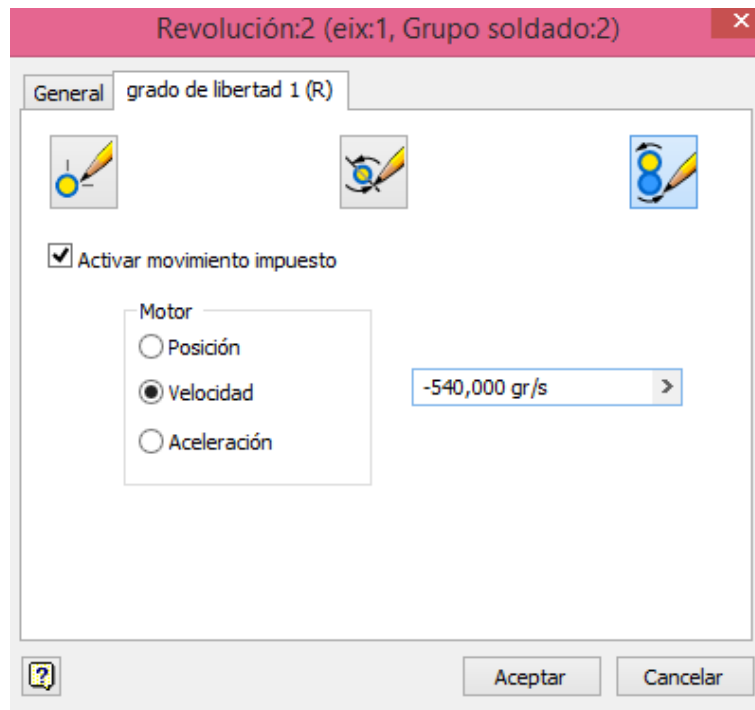 Revolución:2 (eix:1, Grupo soldado:2)
General grado de libertad 1 (R)
Activar movimiento impuesto
Motor
Posición
Velocidad -540,000 gr/s >
Aceleración
? Aceptar Cancelar